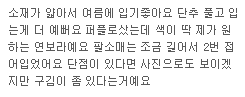 소재가 얇아서 여름에 입기좋아요 단추 풀고 입
는게 더 예뻐요 퍼플로샀는데 색이 딱 제가 원
하는 연보라예요 팔소매는 조금 길어서 2번 접
어입었어요 단점이 있다면 사진으로도 보이겠
지만 구김이 좀 있다는거예요